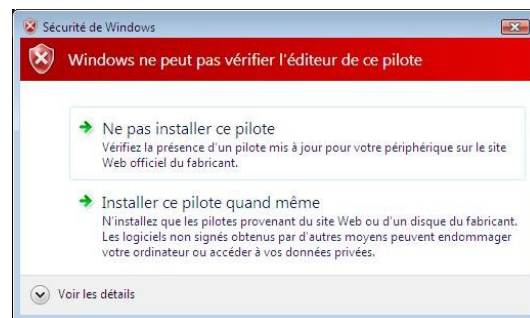 Sécurité de Windows
Windows ne peut pas vérifier l'éditeur de ce pilote
Ne pas installer ce pilote
Vérifiez la présence d'un pilote mis à jour pour votre périphérique sur le site
Web officiel du fabricant.
Installer ce pilote quand même
N'installez que les pilotes provenant du site Web ou d'un disque du fabricant.
Les logiciels non signés obtenus par d'autres moyens peuvent endommager
votre ordinateur ou accéder à vos données privées.
Voir les détails